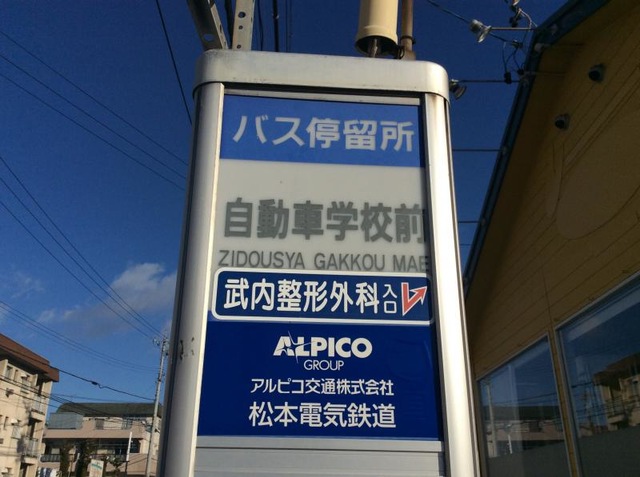 バス停留所
自動車学校前
ZIDOUSYA GAKKOU MAE
武内整形外科入口
ALPICO
GROUP
アルピコ交通株式会社
松本電気鉄道